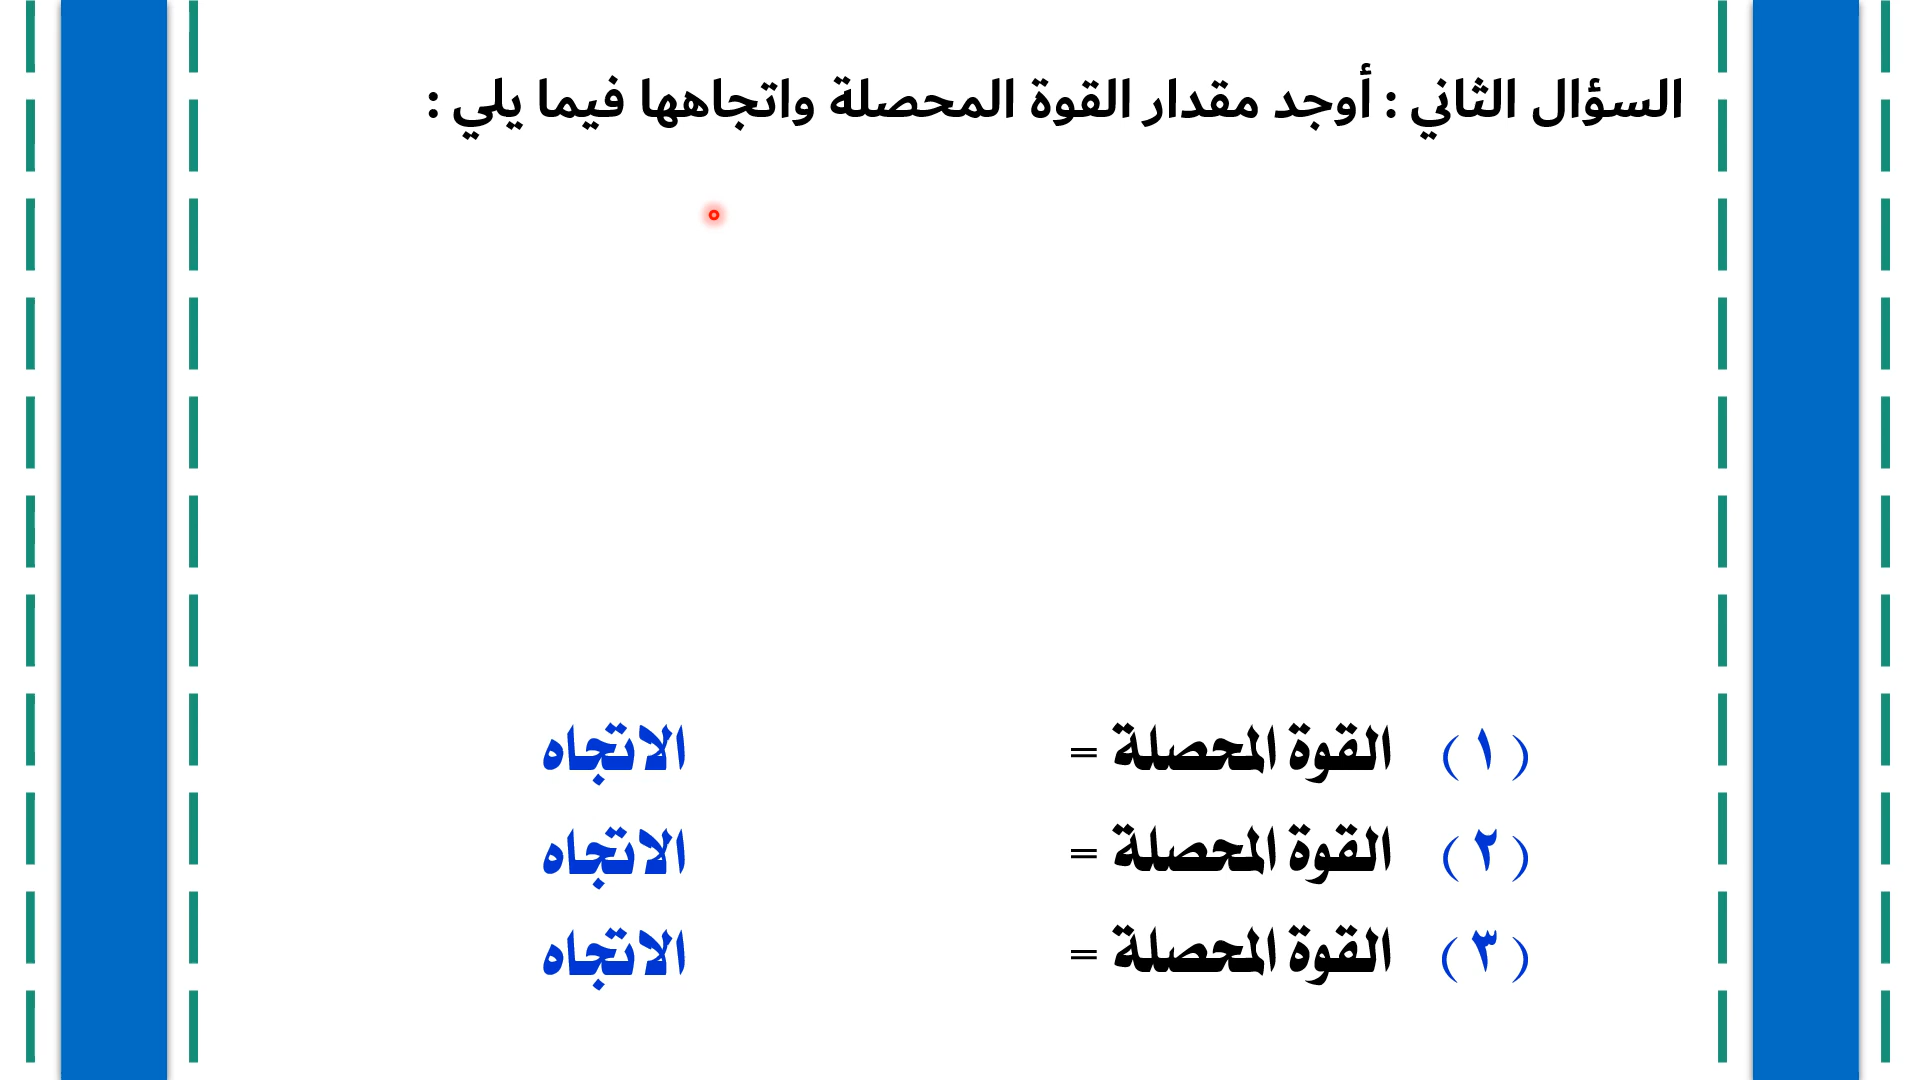 السؤال الثاني : أوجد مقدار القوة المحصلة واتجاهها فيما يلي :
( ١ ) القوة المحصلة = الاتجاه
( ٢ ) القوة المحصلة = الاتجاه
( ٣ ) القوة المحصلة = الاتجاه